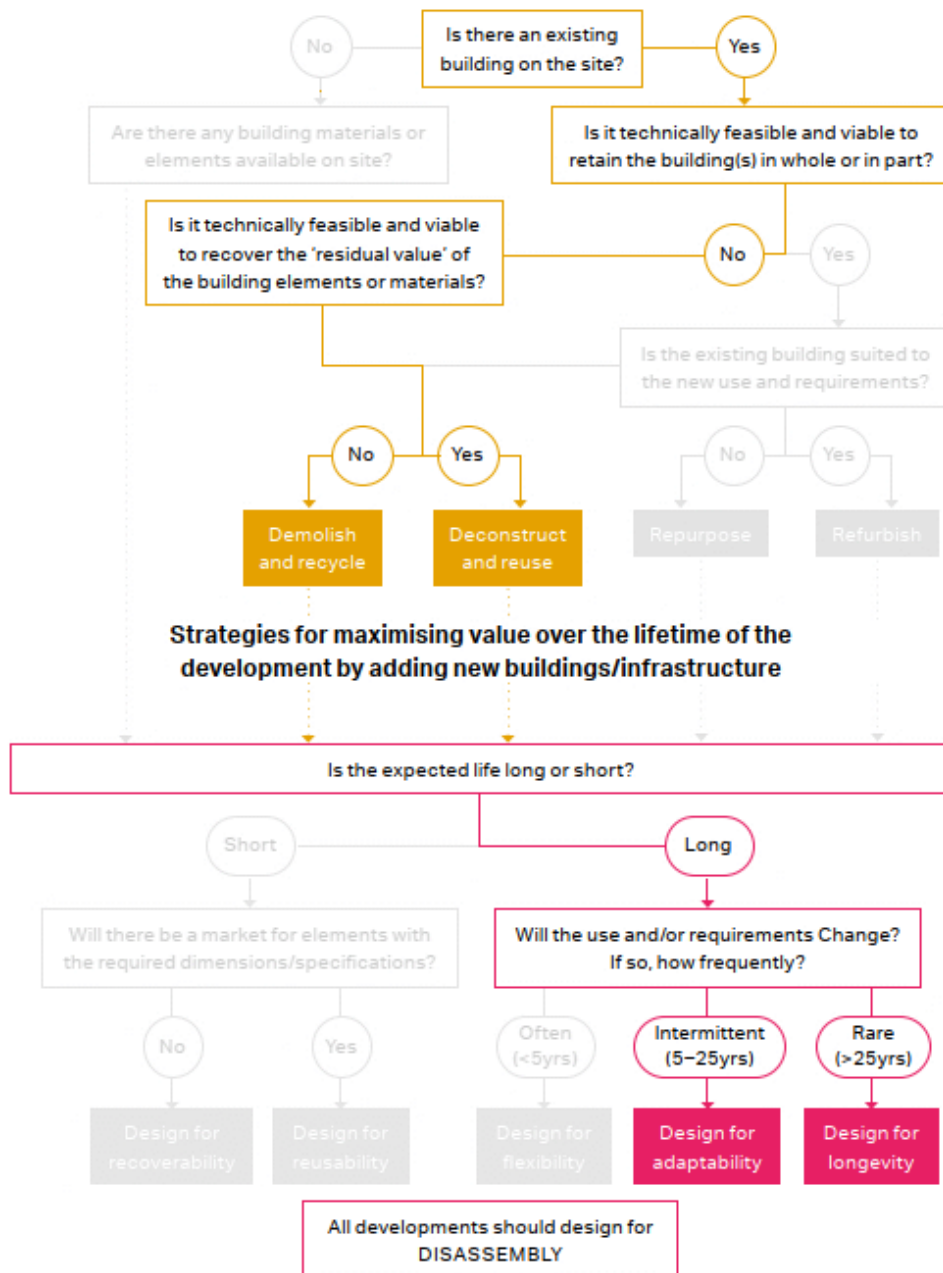 No
Is there an existing
building on the site?
Yes
Are there any building materials or
elements available on site?
Is it technically feasible and viable to
retain the building(s) in whole or in part?
Is it technically feasible and viable
to recover the ‘residual value’ of
the building elements or materials?
No
Yes
Is the existing building suited to
the new use and requirements?
No
Yes
No
Yes
Demolish
and recycle
Deconstruct
and reuse
Repurpose
Refurbish
Strategies for maximising value over the lifetime of the
development by adding new buildings/infrastructure
Is the expected life long or short?
Short
Long
Will there be a market for elements with
the required dimensions/specifications?
Will the use and/or requirements Change?
If so, how frequently?
No
Yes
Often
(<5yrs)
Intermittent
(5–25yrs)
Rare
(>25yrs)
Design for
recoverability
Design for
reusability
Design for
flexibility
Design for
adaptability
Design for
longevity
All developments should design for
DISASSEMBLY